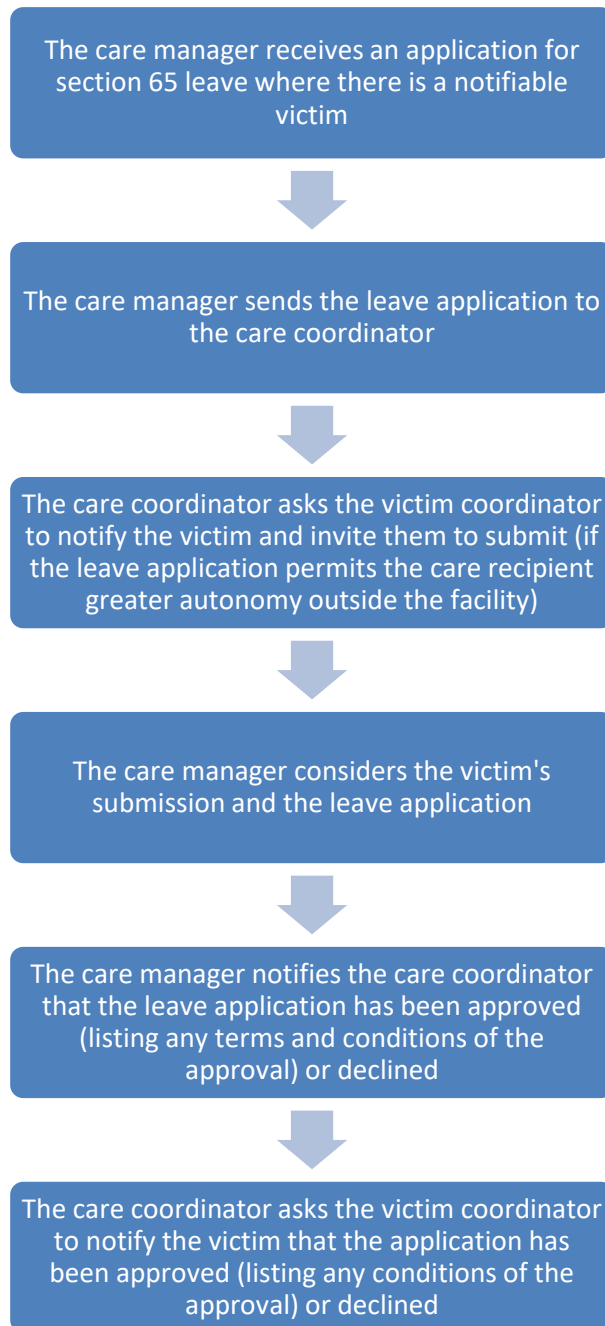 The care manager receives an application for
section 65 leave where there is a notifiable
victim
The care manager sends the leave application to
the care coordinator
The care coordinator asks the victim coordinator
to notify the victim and invite them to submit (if
the leave application permits the care recipient
greater autonomy outside the facility)
The care manager considers the victim's
submission and the leave application
The care manager notifies the care coordinator
that the leave application has been approved
(listing any terms and conditions of the
approval) or declined
The care coordinator asks the victim coordinator
to notify the victim that the application has
been approved (listing any conditions of the
approval) or declined